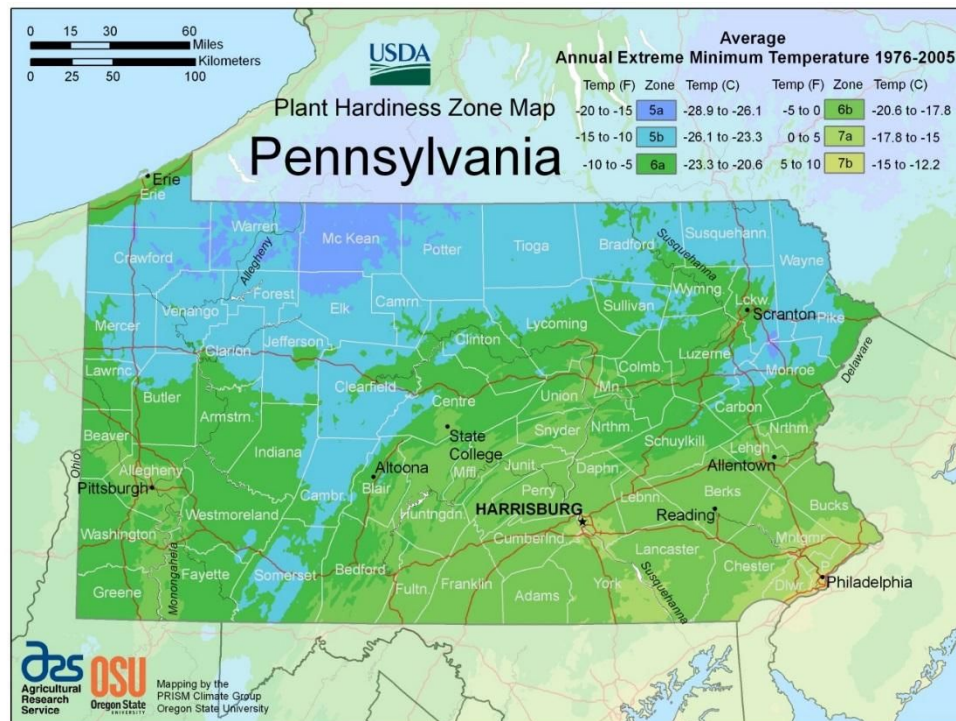 0 15 30 60
Miles
Kilometers
0 25 50 100
USDA
Plant Hardiness Zone Map
Pennsylvania
Average
Annual Extreme Minimum Temperature 1976-2005
Temp (F) Zone Temp (C) Temp (F) Zone Temp (C)
-20 to -15 5a -28.9 to -26.1 -5 to 0 6b -20.6 to -17.8
-15 to -10 5b -26.1 to -23.3 0 to 5 7a -17.8 to -15
-10 to -5 6a -23.3 to -20.6 5 to 10 7b -15 to -12.2
Erie
Erie
Warren
Mc Kean
Potter
Tioga
Bradford
Susquehann.
Susquehanna
Wayne
Crawford
Allegheny
Forest
Elk
Camrn.
Sullivan
Wymng.
Lckw.
Scranton
Pike
Mercer
Venango
Clarion
Jefferson
Clinton
Lycoming
Luzerne
Monroe
Delaware
Lawrnc.
Butler
Armstn.
Clearfield
Centre
Union
Mn.
Colmb.
Carbon
Nrthm.
Beaver
Indiana
State
College
Snyder
Nrthm.
Schuylkill
Lehgh.
Allentown
Ohio
Allegheny
Pittsburgh
Altoona
Blair
Cambr.
Mffl.
Junit.
Perry
Daphn.
Lebnn.
Berks
Reading
Bucks
Westmoreland
Huntngdn.
HARRISBURG
Cumberlnd.
Lancaster
Mntgmr.
Washington
Monongahela
Fayette
Somerset
Bedford
Fultn.
Franklin
Adams
York
Susquehanna
Chester
Dlwr.
P.
Philadelphia
Greene
ars
Agricultural
Research
Service
OSU
Oregon State
UNIVERSITY
Mapping by the
PRISM Climate Group
Oregon State University